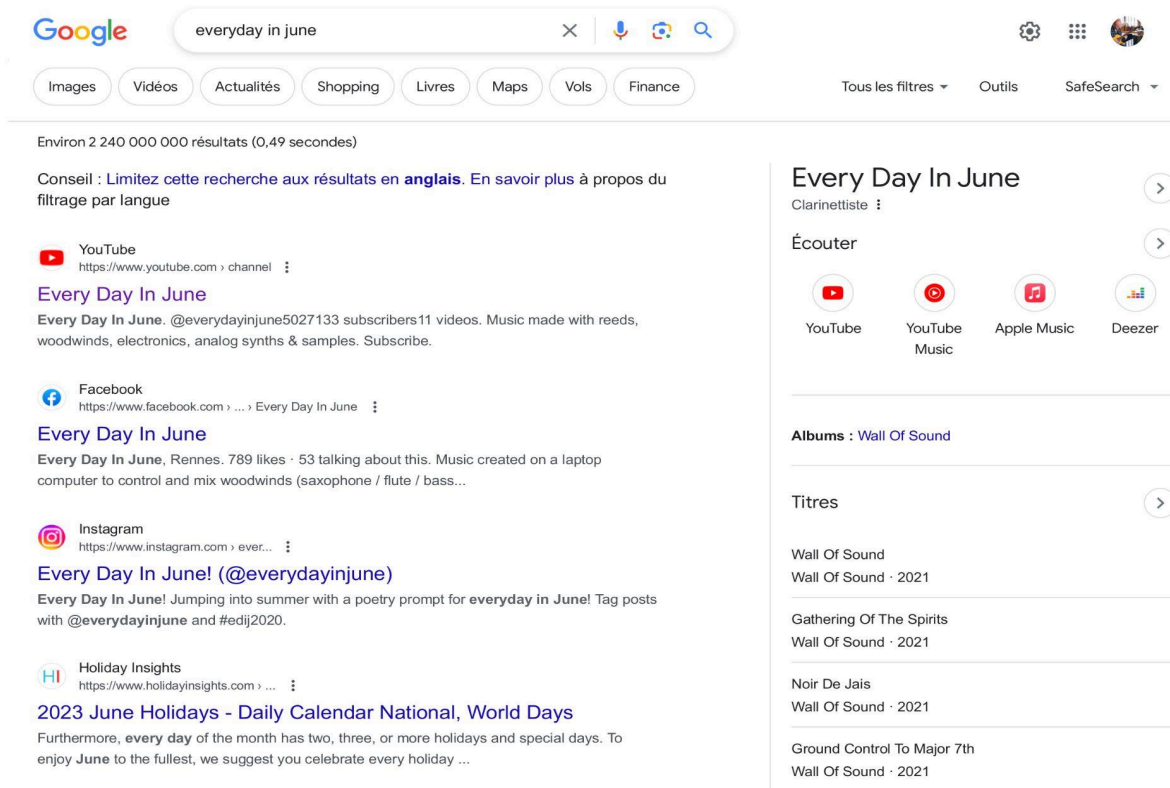 Google
everyday in june
Images Vidéos Actualités Shopping Livres Maps Vols Finance Tous les filtres Outils SafeSearch
Environ 2 240 000 000 résultats (0,49 secondes)
Conseil : Limitez cette recherche aux résultats en anglais. En savoir plus à propos du
filtrage par langue
YouTube
https://www.youtube.com › channel
Every Day In June
Every Day In June. @everydayinjune5027133 subscribers11 videos. Music made with reeds,
woodwinds, electronics, analog synths & samples. Subscribe.
Facebook
https://www.facebook.com › ... › Every Day In June
Every Day In June
Every Day In June, Rennes. 789 likes · 53 talking about this. Music created on a laptop
computer to control and mix woodwinds (saxophone / flute / bass...
Instagram
https://www.instagram.com › ever...
Every Day In June! (@everydayinjune)
Every Day In June! Jumping into summer with a poetry prompt for everyday in June! Tag posts
with @everydayinjune and #edij2020.
HI
Holiday Insights
https://www.holidayinsights.com › ...
2023 June Holidays - Daily Calendar National, World Days
Furthermore, every day of the month has two, three, or more holidays and special days. To
enjoy June to the fullest, we suggest you celebrate every holiday ...
Every Day In June
Clarinettiste
Écouter
YouTube YouTube Music Apple Music Deezer
Albums : Wall Of Sound
Titres
Wall Of Sound
Wall Of Sound · 2021
Gathering Of The Spirits
Wall Of Sound · 2021
Noir De Jais
Wall Of Sound · 2021
Ground Control To Major 7th
Wall Of Sound · 2021